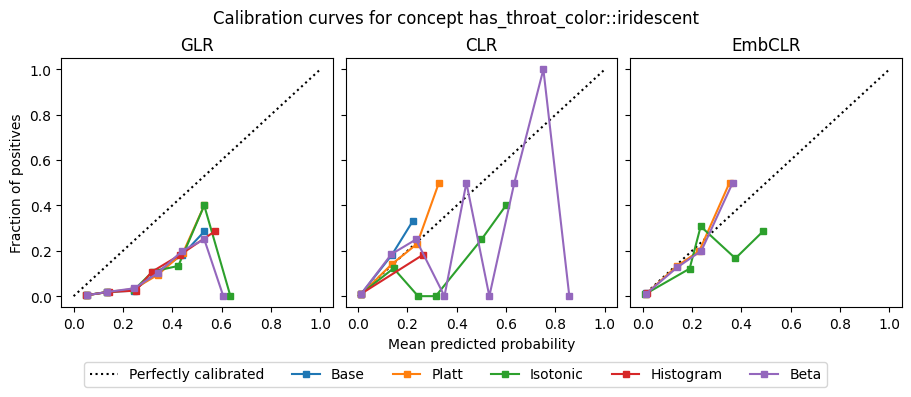 Calibration curves for concept has_throat_color::iridescent
GLR
CLR
EmbCLR
Fraction of positives
1.0
0.8
0.6
0.4
0.2
0.0
0.0 0.2 0.4 0.6 0.8 1.0
0.0 0.2 0.4 0.6 0.8 1.0
0.0 0.2 0.4 0.6 0.8 1.0
Mean predicted probability
Perfectly calibrated Base Platt Isotonic Histogram Beta